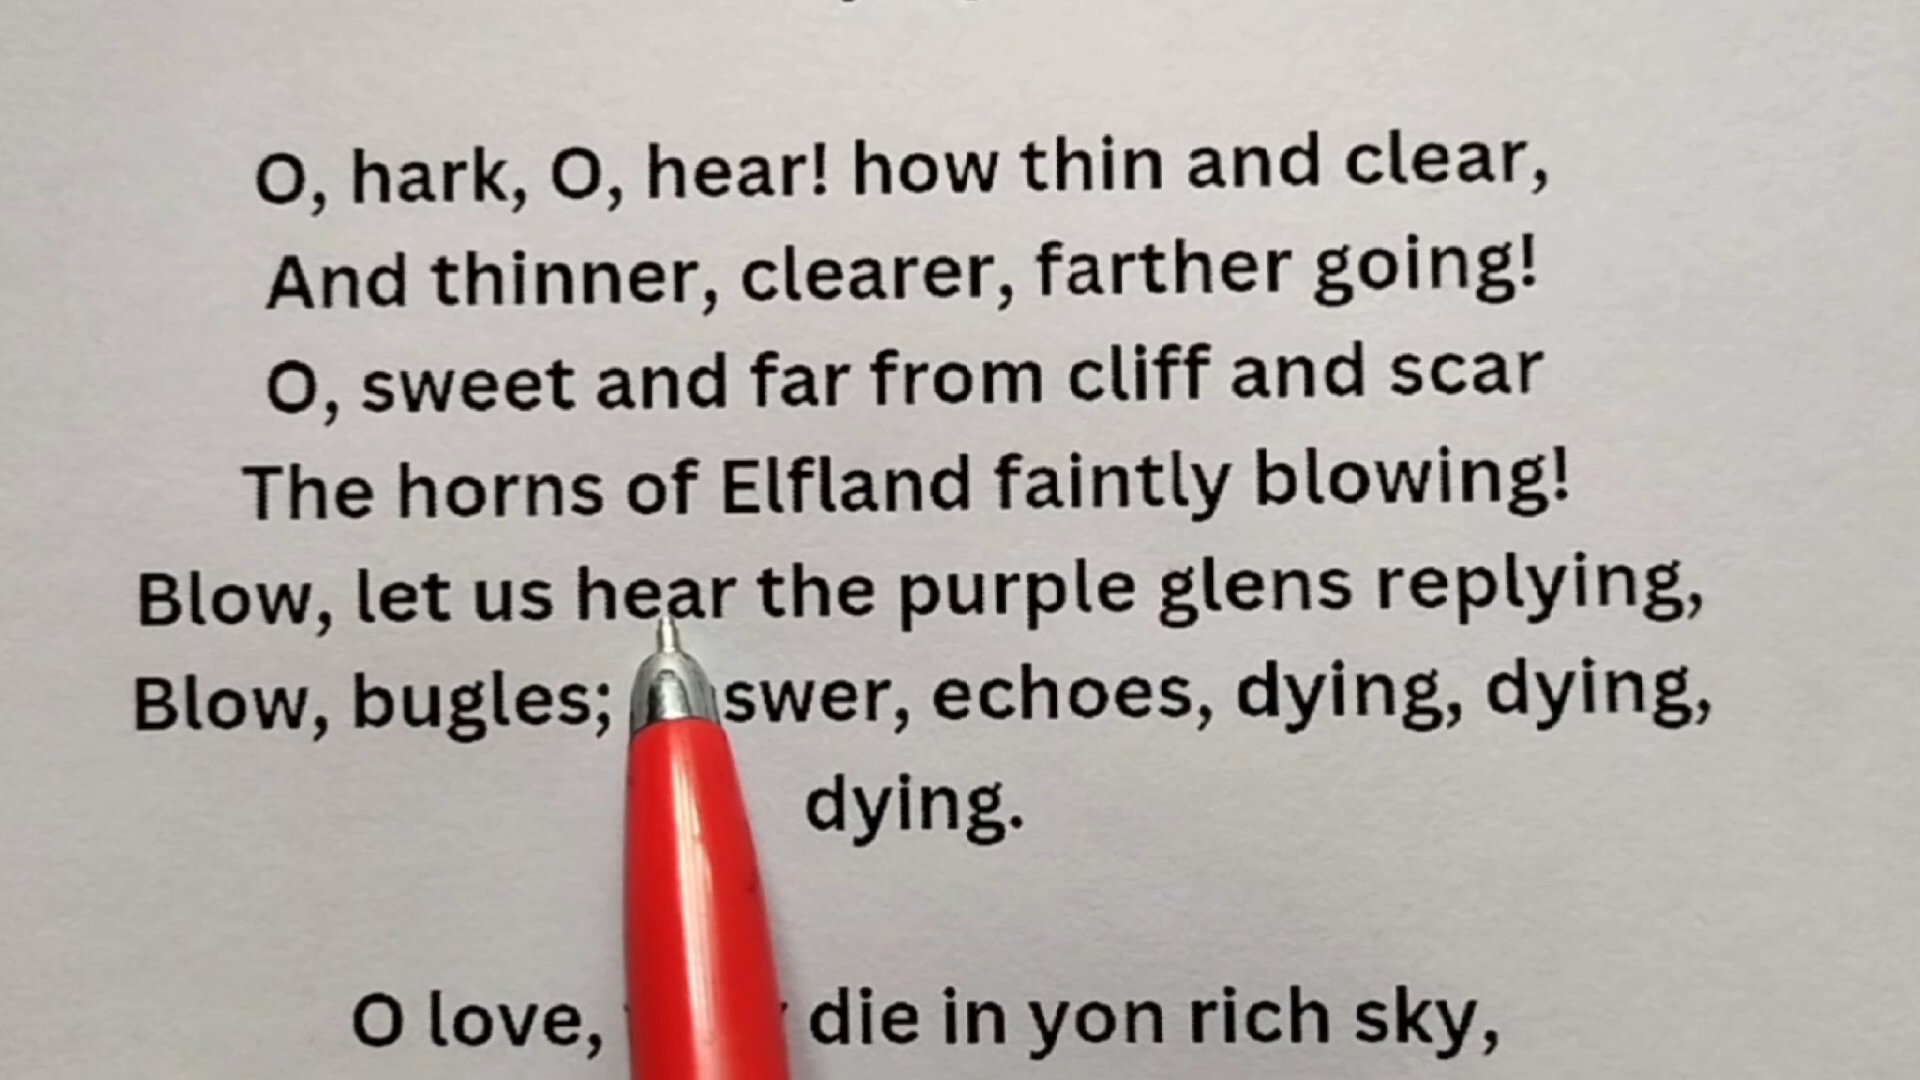 O, hark, O, hear! how thin and clear,
And thinner, clearer, farther going!
O, sweet and far from cliff and scar
The horns of Elfland faintly blowing!
Blow, let us hear the purple glens replying,
Blow, bugles; echoes, dying, dying,
dying.
O love, die in yon rich sky,